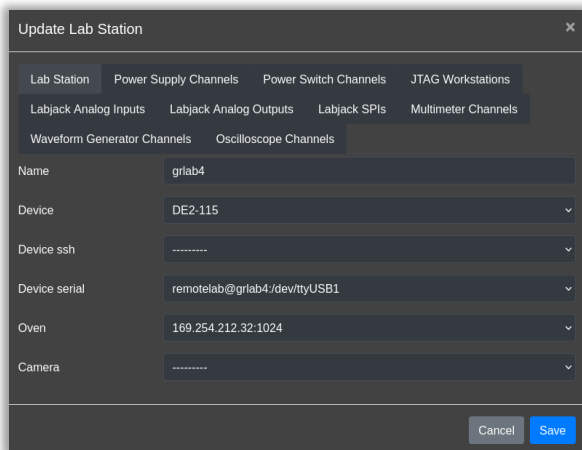 Update Lab Station ×
Lab Station Power Supply Channels Power Switch Channels JTAG Workstations
Labjack Analog Inputs Labjack Analog Outputs Labjack SPIs Multimeter Channels
Waveform Generator Channels Oscilloscope Channels
Name grlab4
Device DE2-115
Device ssh ---------
Device serial remotelab@grlab4:/dev/ttyUSB1
Oven 169.254.212.32:1024
Camera ---------
Cancel Save